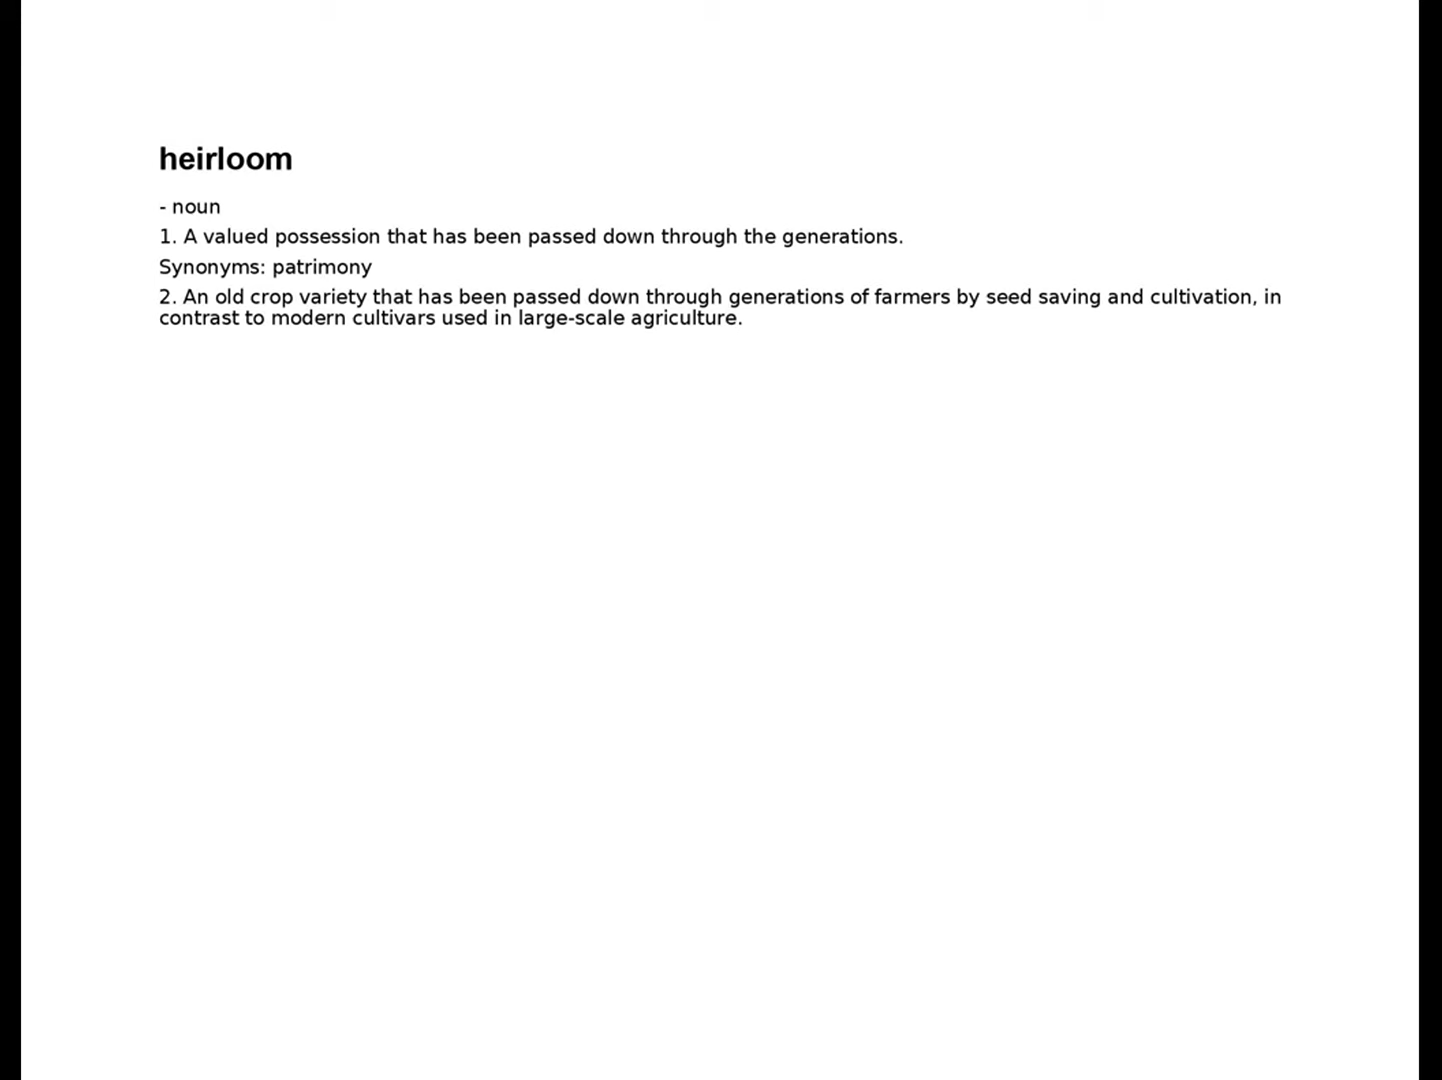 heirloom
- noun
1. A valued possession that has been passed down through the generations.
Synonyms: patrimony
2. An old crop variety that has been passed down through generations of farmers by seed saving and cultivation, in
contrast to modern cultivars used in large-scale agriculture.